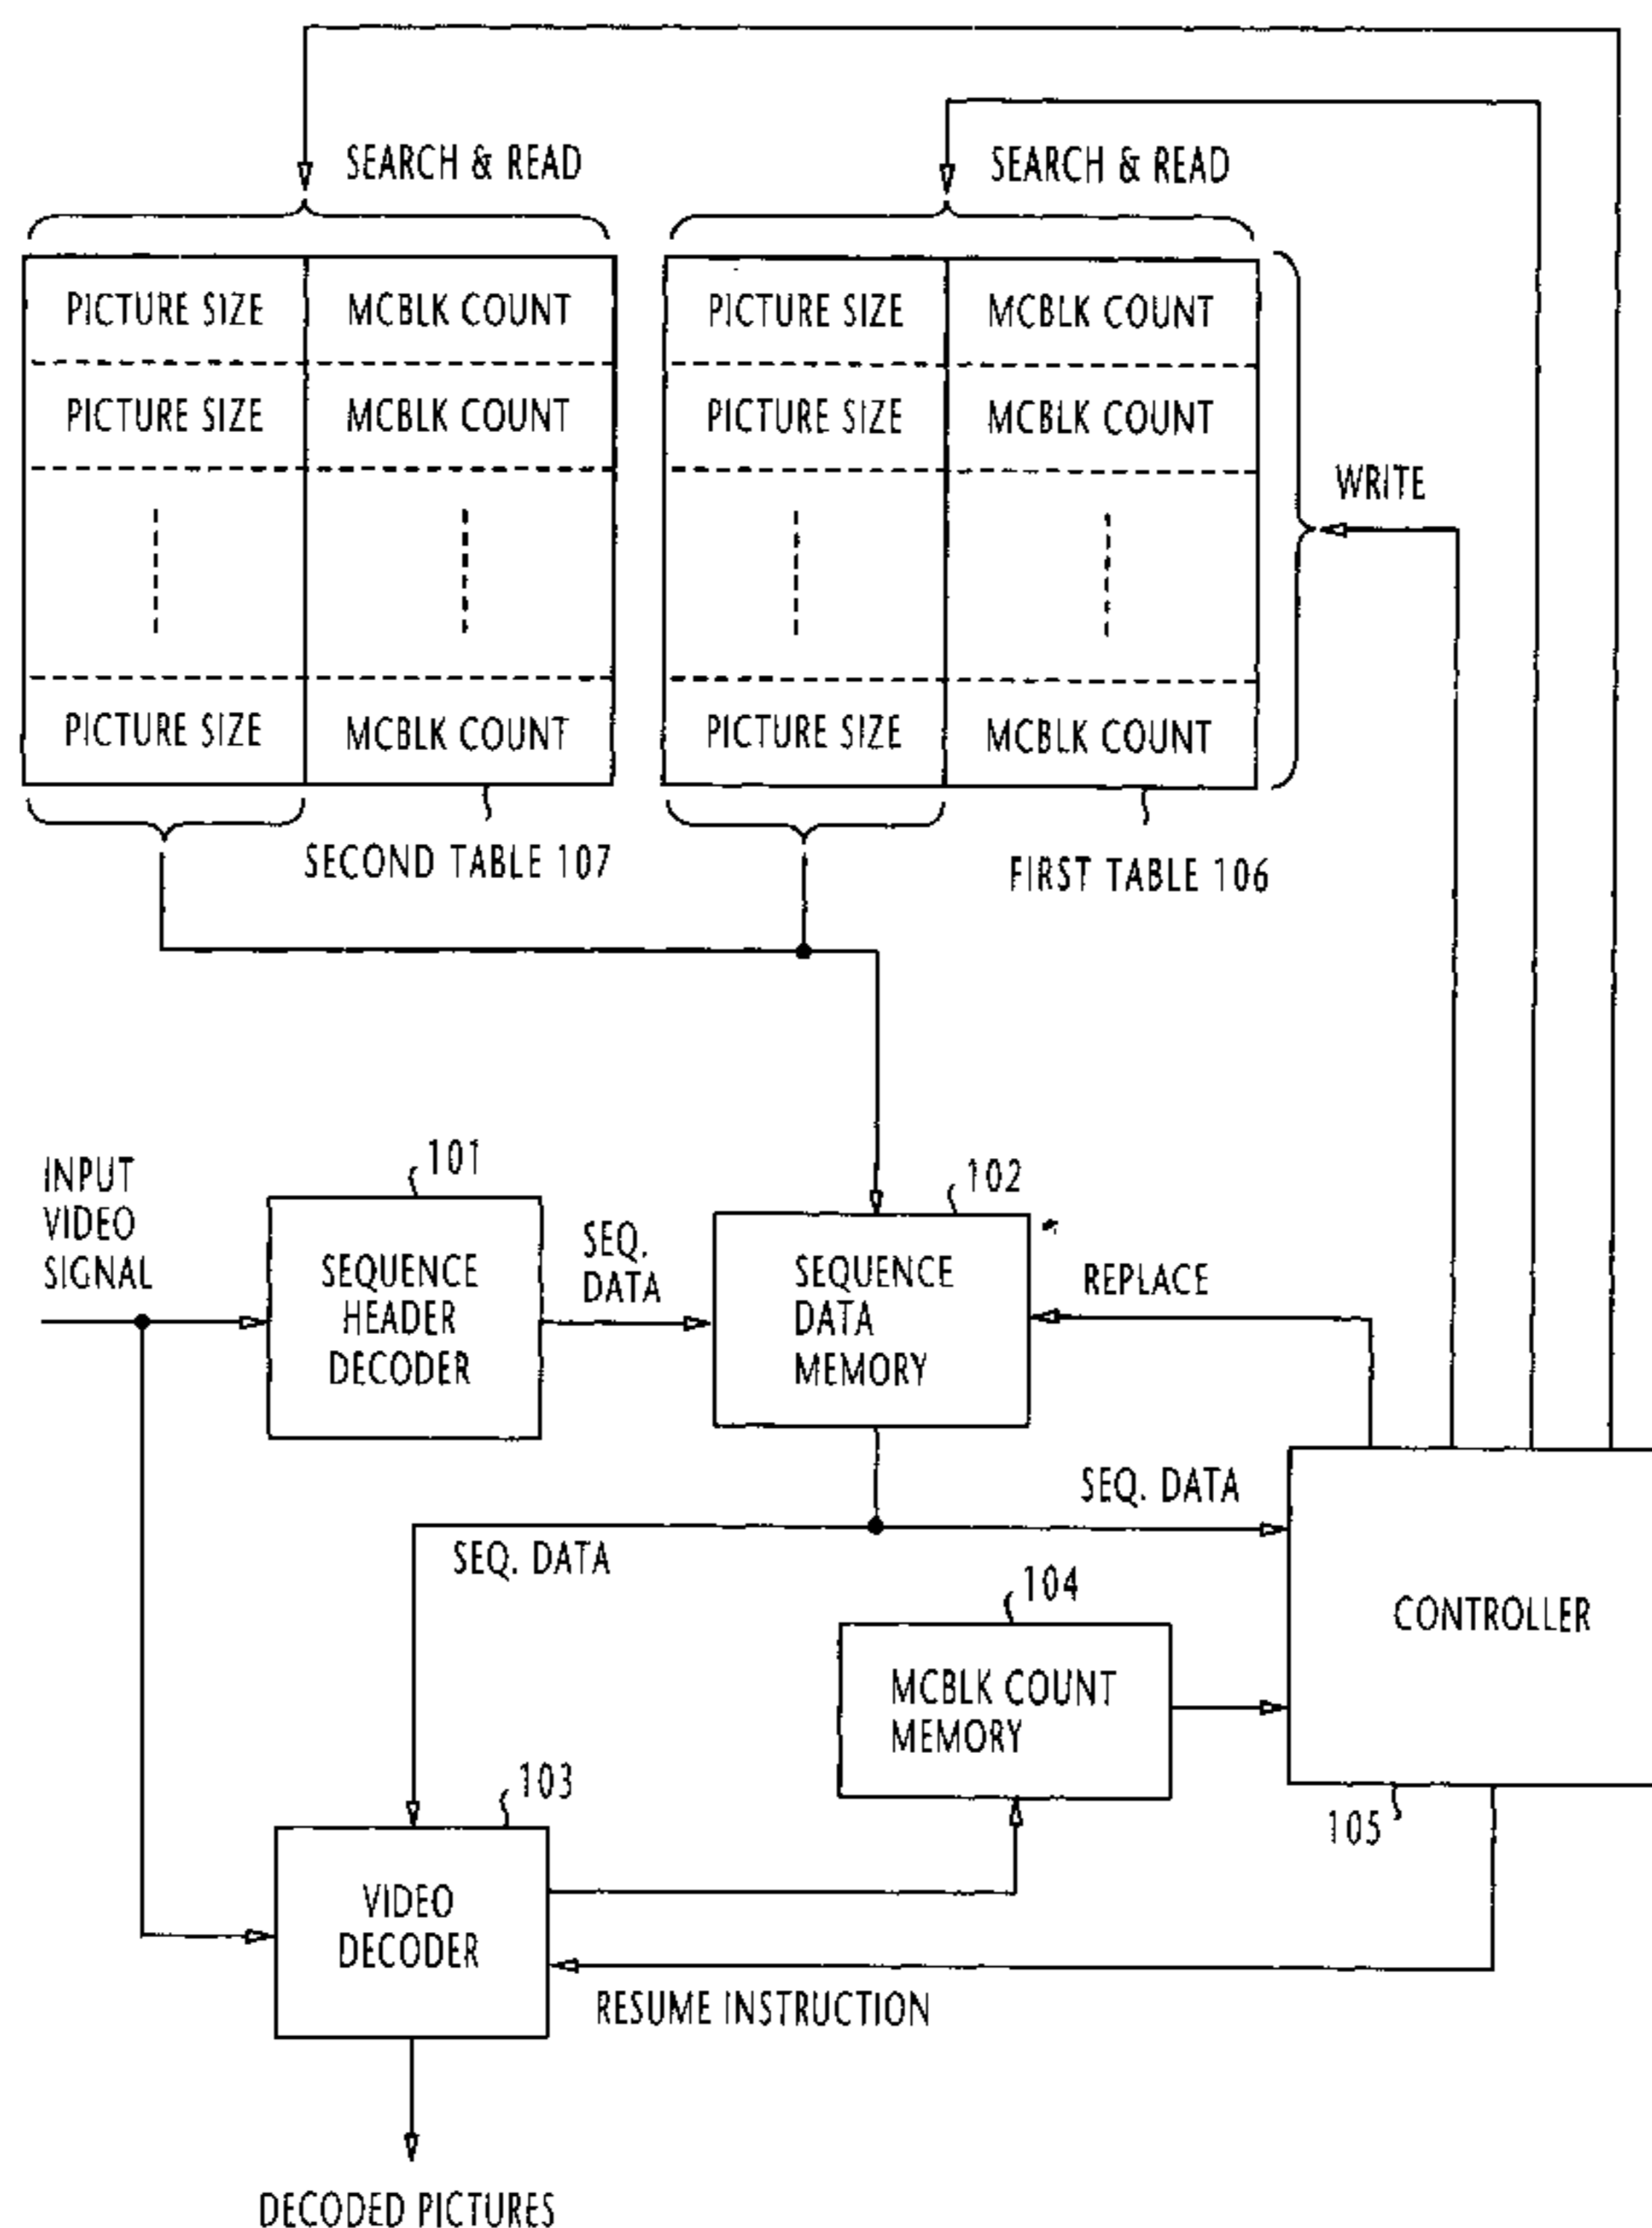 SEARCH & READ
SEARCH & READ
PICTURE SIZE MCBLK COUNT
PICTURE SIZE MCBLK COUNT
PICTURE SIZE MCBLK COUNT
PICTURE SIZE MCBLK COUNT
WRITE
PICTURE SIZE MCBLK COUNT
PICTURE SIZE MCBLK COUNT
SECOND TABLE 107
FIRST TABLE 106
INPUT
VIDEO
SIGNAL
101
SEQUENCE
HEADER
DECODER
SEQ.
DATA
102
SEQUENCE
DATA
MEMORY
REPLACE
SEQ. DATA
SEQ. DATA
104
MCBLK COUNT
MEMORY
CONTROLLER
105
103
VIDEO
DECODER
RESUME INSTRUCTION
DECODED PICTURES